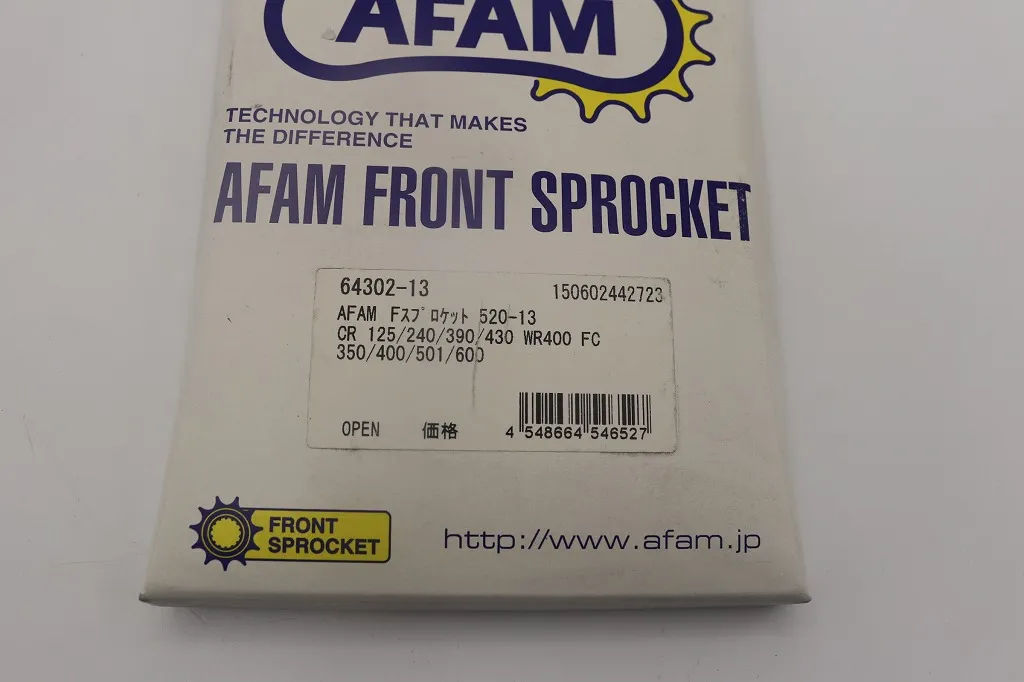 AFAM
TECHNOLOGY THAT MAKES
THE DIFFERENCE
AFAM FRONT SPROCKET
64302-13 150602442723
AFAM Fスプロケット 520-13
CR 125/240/390/430 WR400 FC
350/400/501/600
OPEN 価格 4 548664 546527
FRONT
SPROCKET
http://www.afam.jp